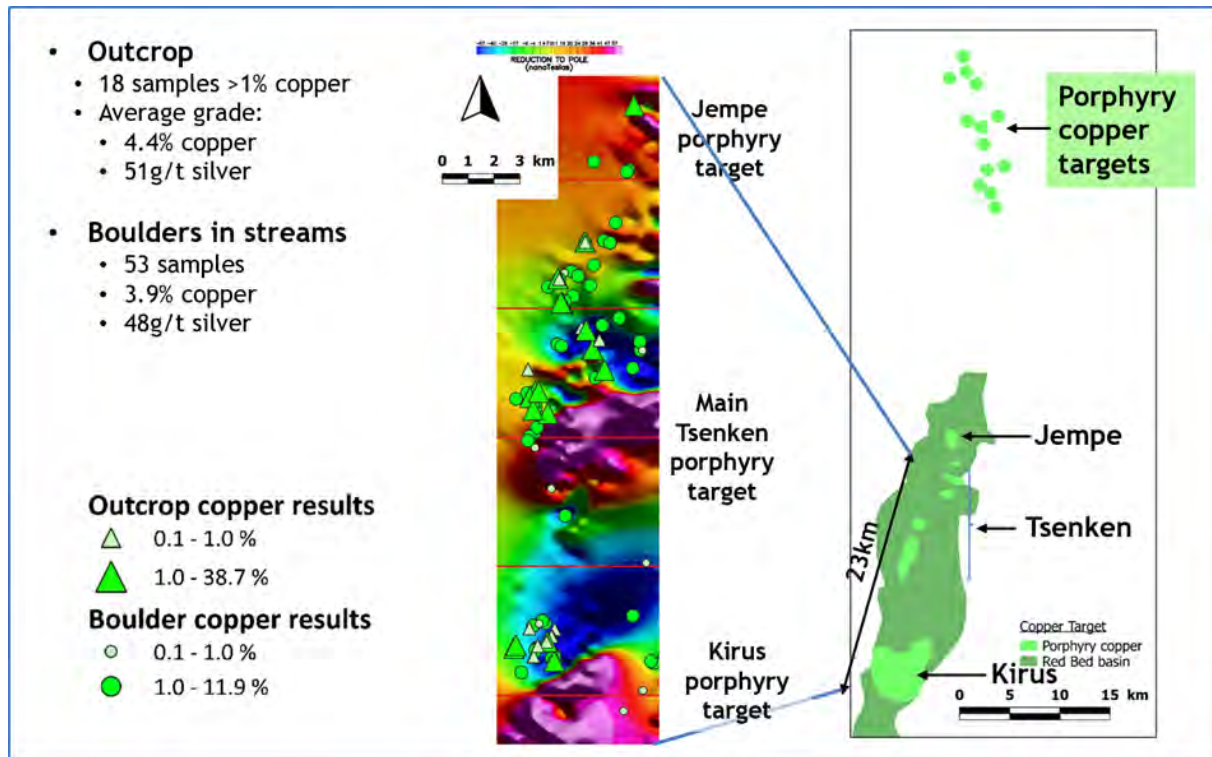 • Outcrop
• 18 samples >1% copper
• Average grade:
• 4.4% copper
• 51g/t silver
• Boulders in streams
• 53 samples
• 3.9% copper
• 48g/t silver
Outcrop copper results
0.1 - 1.0 %
1.0 - 38.7 %
Boulder copper results
0.1 - 1.0 %
1.0 - 11.9 %
REDUCTION TO POLE
(nanoTeslas)
0 1 2 3 km
Jempe
porphyry
target
Main
Tsenken
porphyry
target
Kirus
porphyry
target
Porphyry
copper
targets
Jempe
Tsenken
23km
Copper Target
Porphyry copper
Red Bed basin
Kirus
0 5 10 15 km